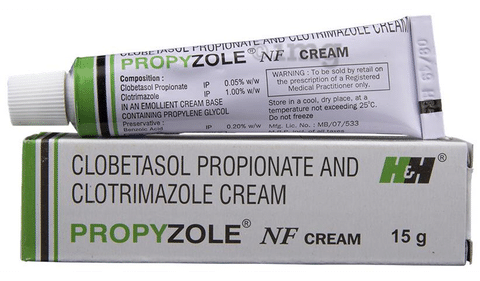 CLOBETASOL PROPIONATE AND CLOTRIMAZOLE CREAM
PROPYZOLE® NF CREAM
Composition :
Clobetasol Propionate IP 0.05% w/w
Clotrimazole IP 1.00% w/w
IN AN EMOLLIENT CREAM BASE
CONTAINING PROPYLENE GLYCOL
Preservative :
Benzoic Acid IP 0.20% w/w
WARNING : To be sold by retail on
the prescription of a Registered
Medical Practitioner only.
Store in a cool, dry place, at a
temperature not exceeding 25°C.
Do not freeze
Mfg. Lic. No.: MB/07/533
CLOBETASOL PROPIONATE AND
CLOTRIMAZOLE CREAM
H&H®
PROPYZOLE® NF CREAM 15 g